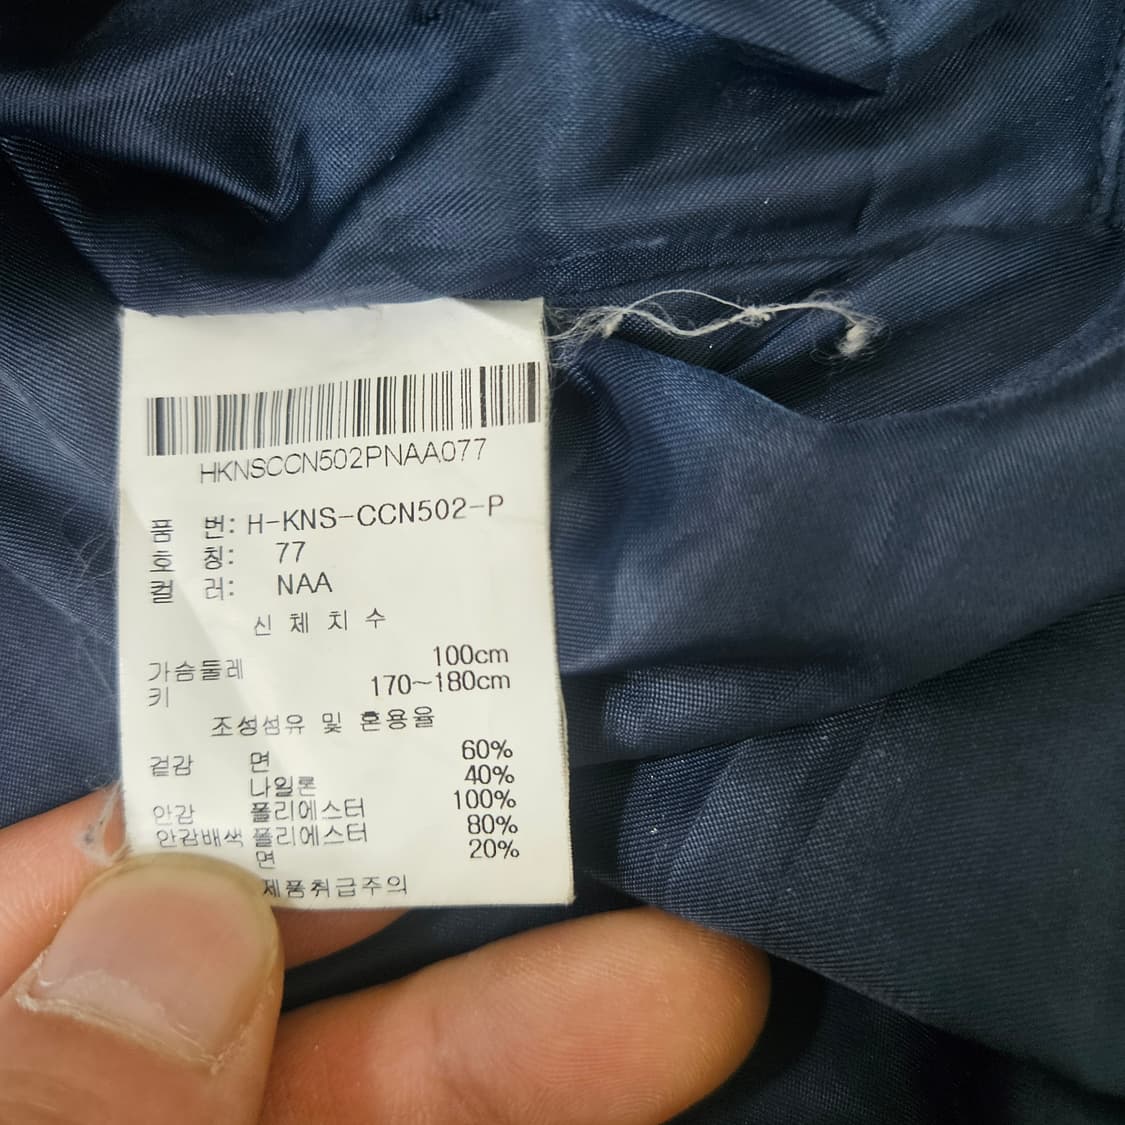 HKNSCCN502PNAA077
품 번: H-KNS-CCN502-P
호 칭: 77
컬 러: NAA
신 체 치 수
가슴둘레 100cm
키 170~180cm
조성섬유 및 혼용율
겉감 면 60%
나일론 40%
안감 폴리에스터 100%
안감배색 폴리에스터 80%
면 20%
제품취급주의